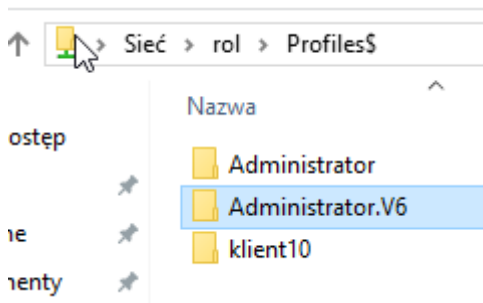 Sieć > rol > Profiles$
Nazwa
ostęp
Administrator
Administrator.V6
ne
klient10
nenty